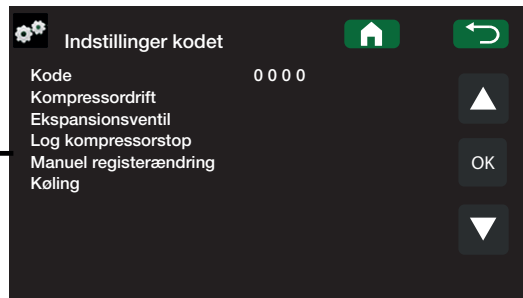 Indstillinger kodet
Kode 0 0 0 0
Kompressordrift
Ekspansionsventil
Log kompressorstop
Manuel registerændring
OK
Køling